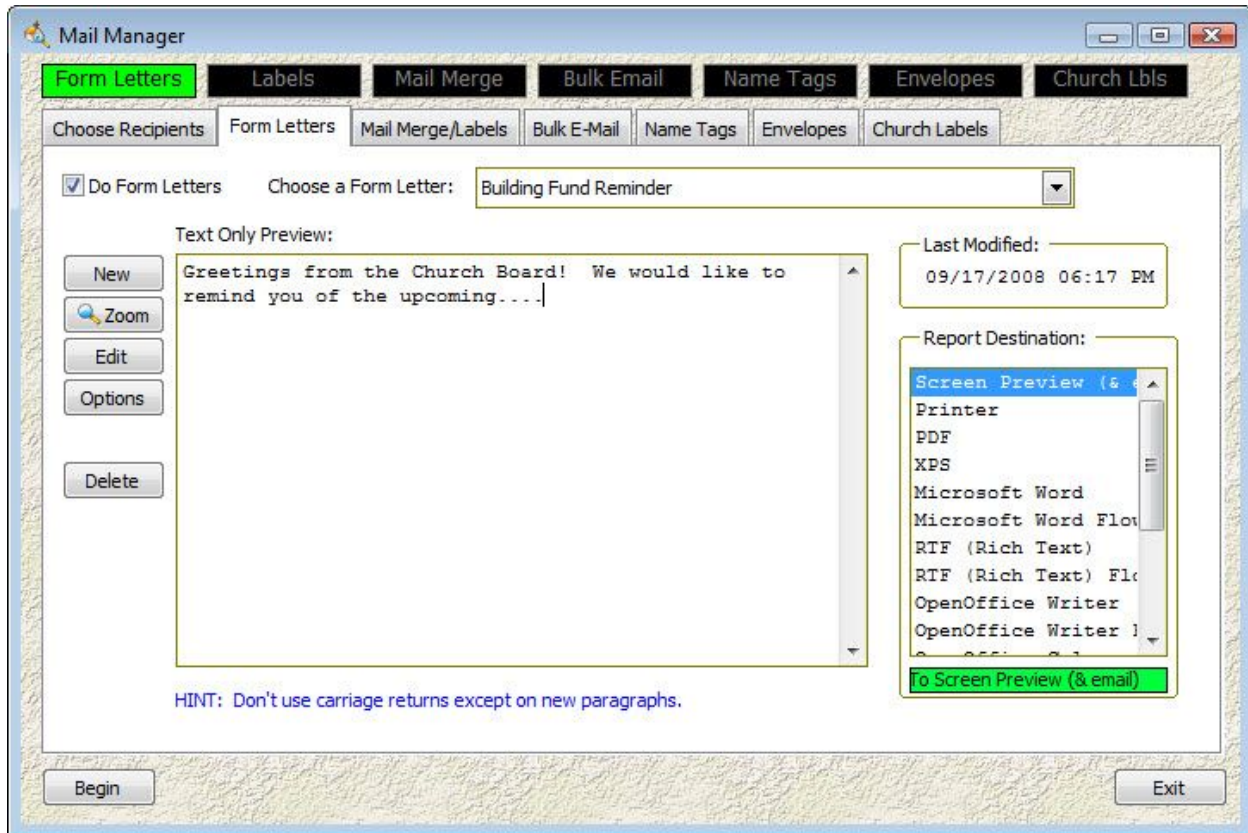 Mail Manager
Form Letters Labels Mail Merge Bulk Email Name Tags Envelopes Church Lbls
Choose Recipients Form Letters Mail Merge/Labels Bulk E-Mail Name Tags Envelopes Church Labels
Do Form Letters Choose a Form Letter: Building Fund Reminder
Text Only Preview:
Greetings from the Church Board! We would like to
remind you of the upcoming....
New
Zoom
Edit
Options
Delete
HINT: Don't use carriage returns except on new paragraphs.
Last Modified:
09/17/2008 06:17 PM
Report Destination:
Screen Preview (&
Printer
PDF
XPS
Microsoft Word
Microsoft Word
RTF (Rich Text)
RTF (Rich Text)
OpenOffice Writer
OpenOffice Writer
To Screen Preview (& email)
Begin Exit